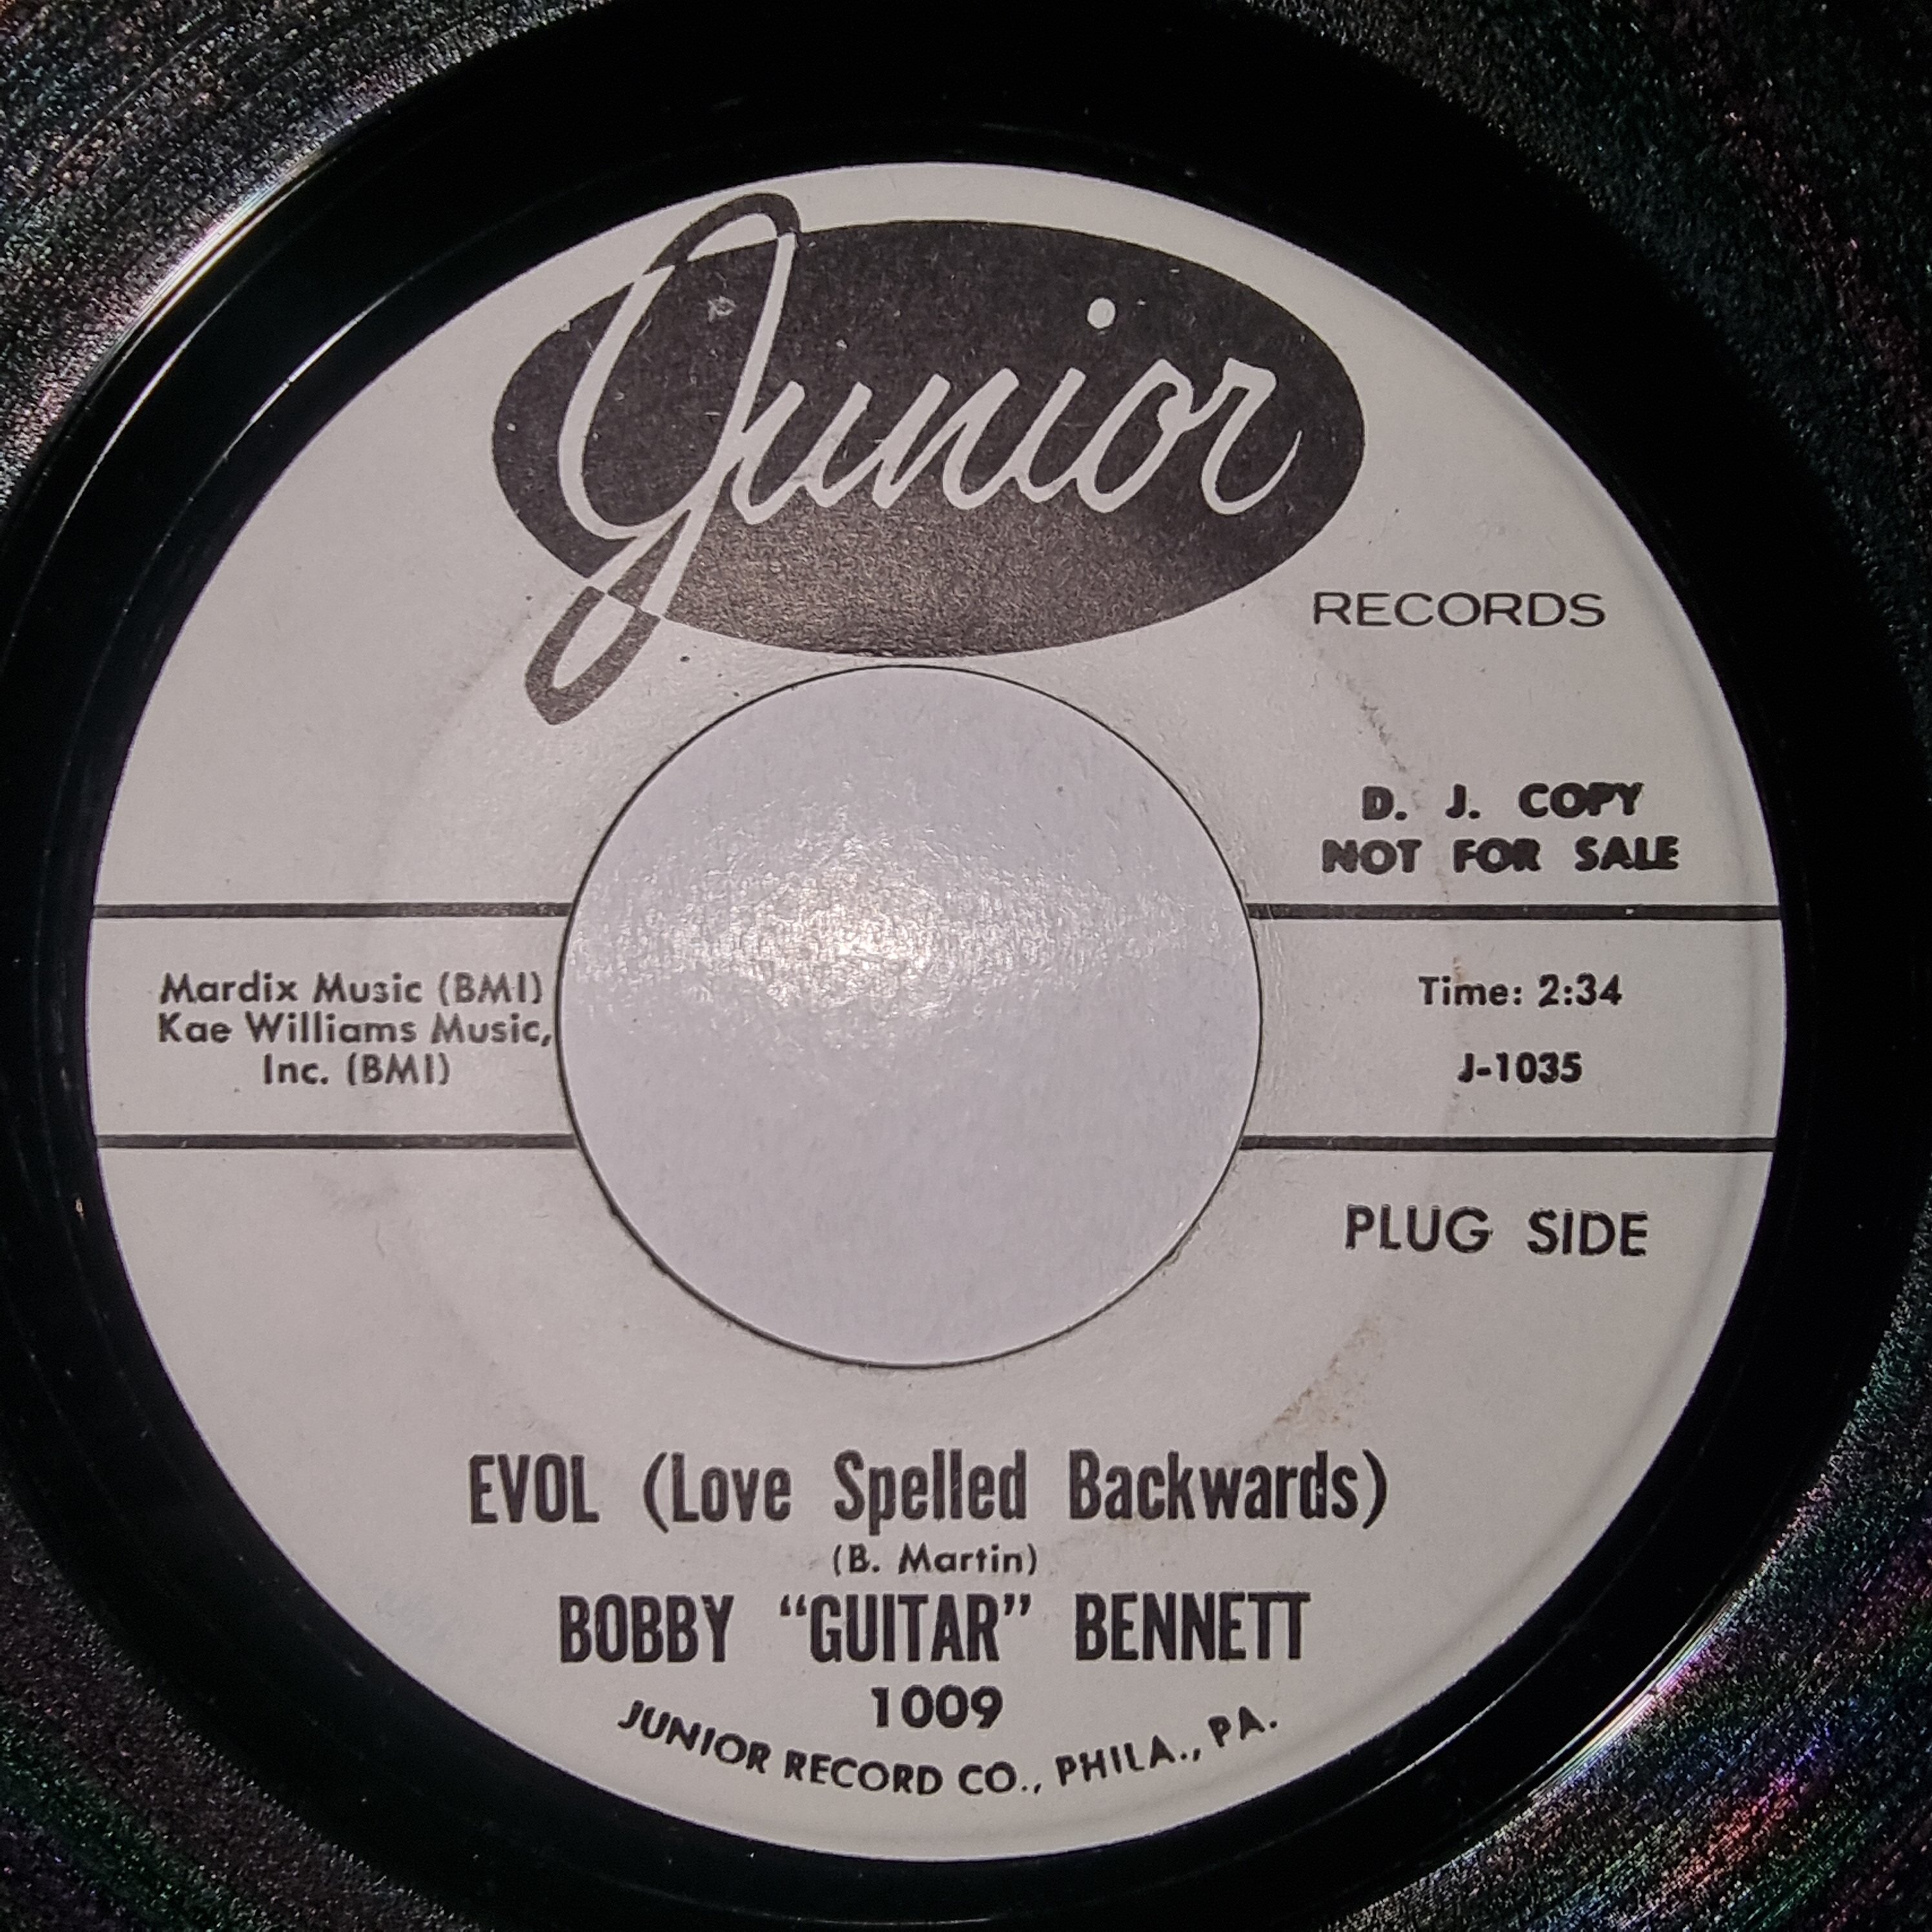 Junior
RECORDS
D. J. COPY
NOT FOR SALE
Mardix Music (BMI)
Kae Williams Music,
Inc. (BMI)
Time: 2:34
J-1035
PLUG SIDE
EVOL (Love Spelled Backwards)
(B. Martin)
BOBBY “GUITAR” BENNETT
1009
JUNIOR RECORD CO., PHILA., PA.